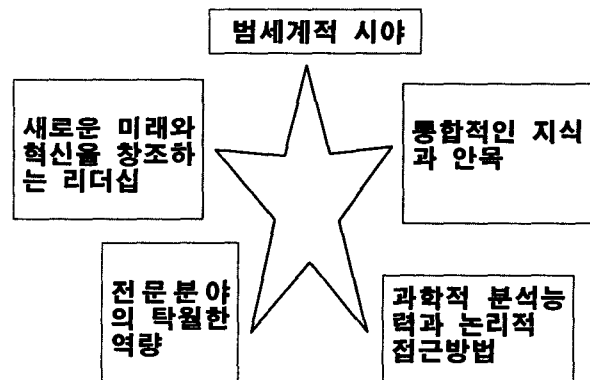 범세계적 시야
새로운 미래와
혁신을 창조하
는 리더십
통합적인 지식
과 안목
전문분야
의 탁월한
역량
과학적 분석능
력과 논리적
접근방법